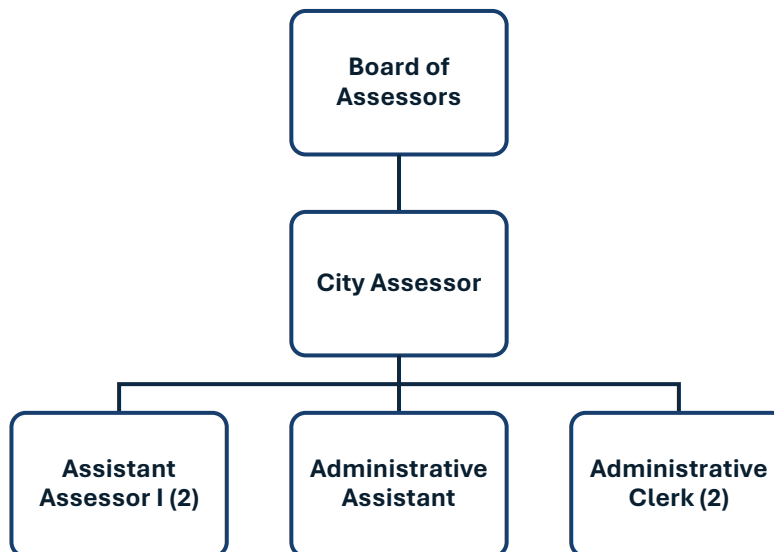 Board of
Assessors
City Assessor
Assistant
Assessor I (2)
Administrative
Assistant
Administrative
Clerk (2)